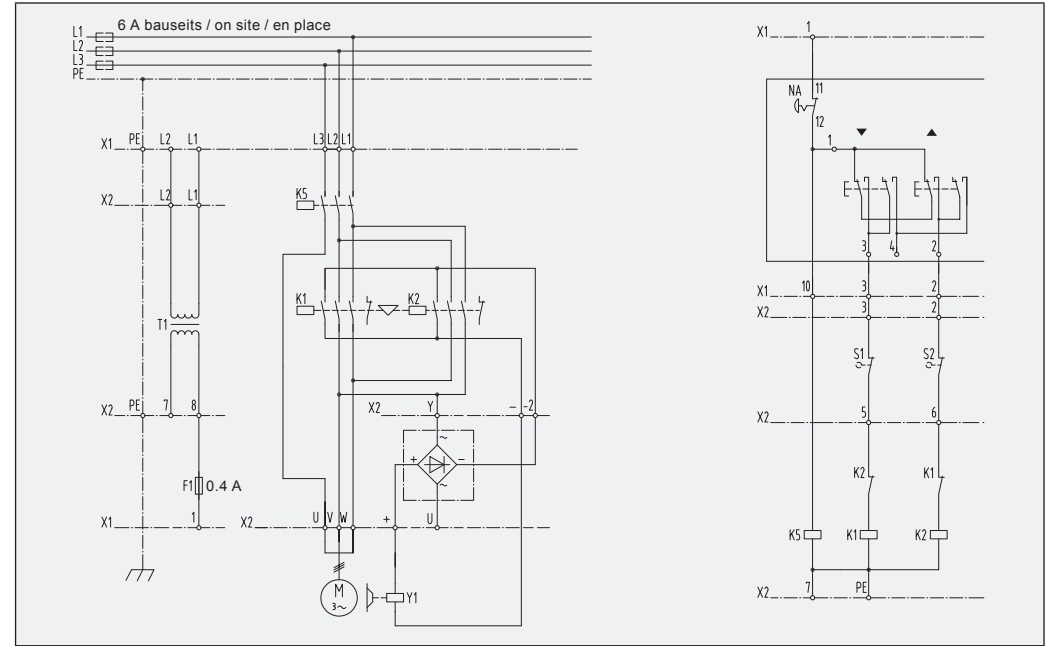 6 A bauseits / on site / en place
L1
L2
L3
PE
X1 PE L2 L1 L3 L2 L1
X2 L2 L1
K5
K1 K2
T1
X2 PE 7 8
X2 Y - -2
~
+ -
~
F1 0.4 A
X1 1
X2 U V W + U
M
3~
Y1
X1 1
NA 11
12
1
3 4 2
X1 10 3 2
X2 3 2
S1 S2
X2 5 6
K2 K1
K5 K1 K2
X2 7 PE